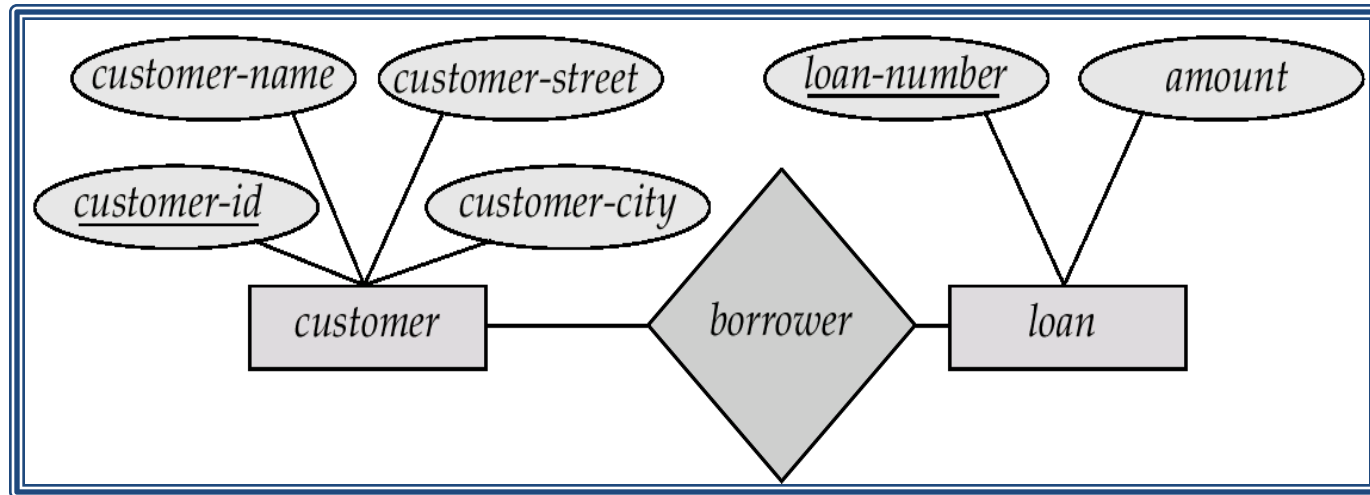 customer-name
customer-street
loan-number
amount
customer-id
customer-city
customer
borrower
loan